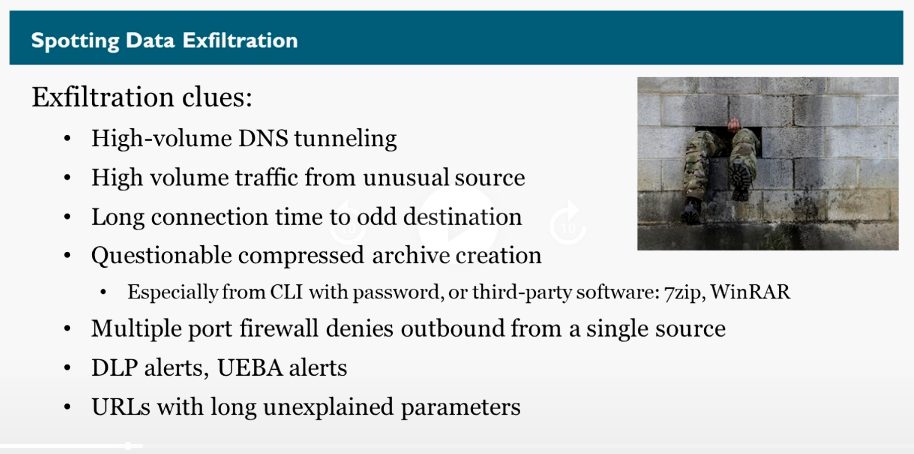 Spotting Data Exfiltration
Exfiltration clues:
• High-volume DNS tunneling
• High volume traffic from unusual source
• Long connection time to odd destination
• Questionable compressed archive creation
• Especially from CLI with password, or third-party software: 7zip, WinRAR
• Multiple port firewall denies outbound from a single source
• DLP alerts, UEBA alerts
• URLs with long unexplained parameters
10